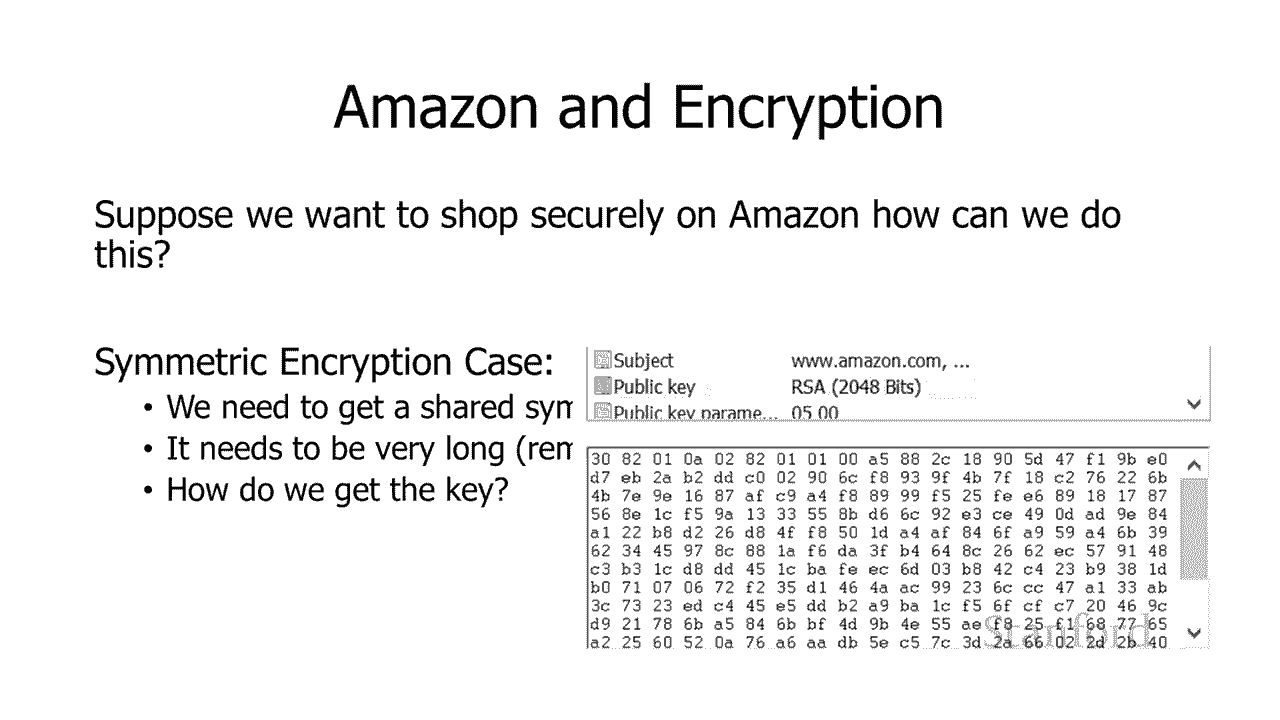 Amazon and Encryption
Suppose we want to shop securely on Amazon how can we do
this?
Symmetric Encryption Case:
• We need to get a shared sym
• It needs to be very long (rem
• How do we get the key?
Subject www.amazon.com, ...
Public key RSA (2048 Bits)
Public key parame... 05 00
30 82 01 0a 02 82 01 01 00 a5 88 2c 18 90 5d 47 f1 9b e0
d7 eb 2a b2 dd c0 02 90 6c f8 93 9f 4b 7f 18 c2 76 22 6b
4b 7e 9e 16 87 af c9 a4 f8 89 99 f5 25 fe e6 89 18 17 87
56 8e 1c f5 9a 13 33 55 8b d6 6c 92 e3 ce 49 0d ad 9e 84
a1 22 b8 d2 26 d8 4f f8 50 1d a4 af 84 6f a9 59 a4 6b 39
62 34 45 97 8c 88 1a f6 da 3f b4 64 8c 26 62 ec 57 91 48
c3 b3 1c d8 dd 45 1c ba fe ec 6d 03 b8 42 c4 23 b9 38 1d
b0 71 07 06 72 f2 35 d1 46 4a ac 99 23 6c cc 47 a1 33 ab
3c 73 23 ed c4 45 e5 dd b2 a9 ba 1c f5 6f cf c7 20 46 9c
d9 21 78 6b a5 84 6b bf 4d 9b 4e 55 ae f8 25 f1 68 77 65
a2 25 60 52 0a 76 a6 aa db 5e c5 7c 3d 2a 66 02 2d 2b 40
Stanford